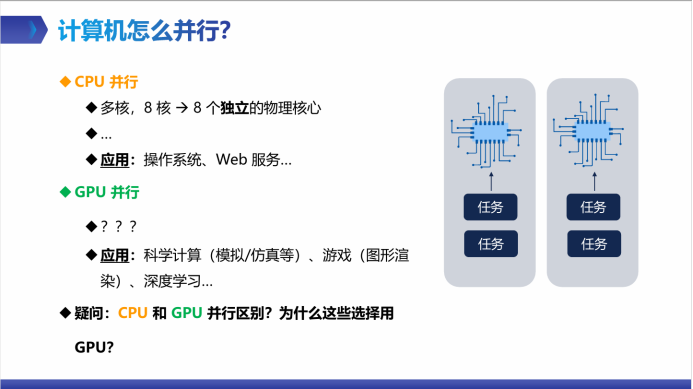 计算机怎么并行？
◆CPU 并行
◆多核，8 核 → 8 个独立的物理核心
◆...
◆应用：操作系统、Web 服务...
◆GPU 并行
◆？？？
◆应用：科学计算（模拟/仿真等）、游戏（图形渲
染）、深度学习...
◆疑问：CPU 和 GPU 并行区别？为什么这些选择用
GPU？
任务
任务
任务
任务